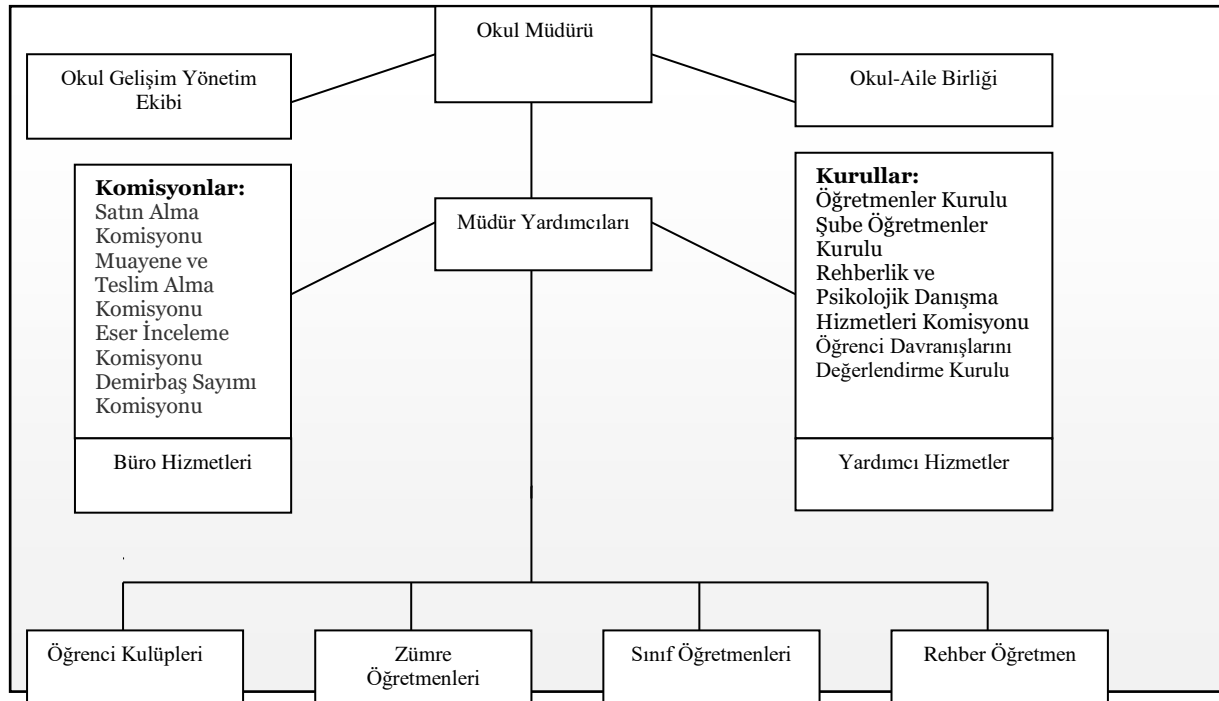 Okul Müdürü
Okul Gelişim Yönetim
Ekibi
Okul-Aile Birliği
Komisyonlar:
Satın Alma
Komisyonu
Muayene ve
Teslim Alma
Komisyonu
Eser İnceleme
Komisyonu
Demirbaş Sayımı
Komisyonu
Müdür Yardımcıları
Kurullar:
Öğretmenler Kurulu
Şube Öğretmenler
Kurulu
Rehberlik ve
Psikolojik Danışma
Hizmetleri Komisyonu
Öğrenci Davranışlarını
Değerlendirme Kurulu
Büro Hizmetleri
Yardımcı Hizmetler
Öğrenci Kulüpleri
Zümre
Öğretmenleri
Sınıf Öğretmenleri
Rehber Öğretmen